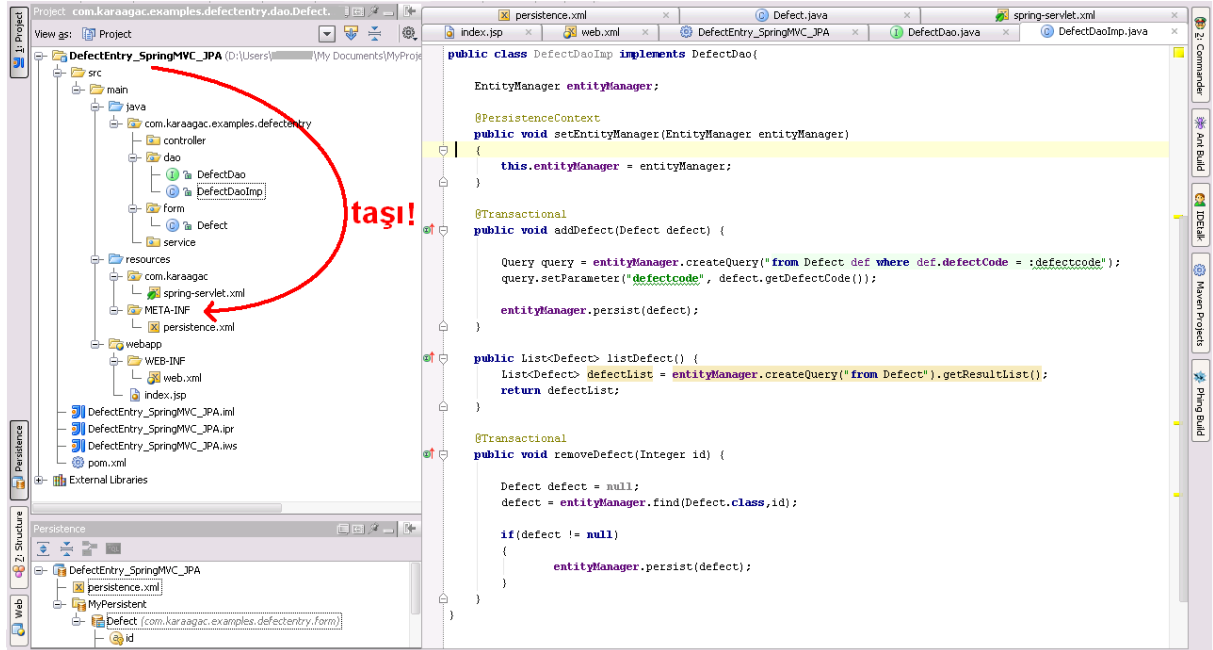 Project com.karaagac.examples.defectentry.dao.Defect.
View as: Project
1: Project
DefectEntry_SpringMVC_JPA (D:\Users\ \My Documents\MyProje
src
main
java
com.karaagac.examples.defectentry
controller
dao
DefectDao
DefectDaoImp
form
Defect
service
resources
com.karaagac
spring-servlet.xml
META-INF
persistence.xml
webapp
WEB-INF
web.xml
index.jsp
DefectEntry_SpringMVC_JPA.iml
DefectEntry_SpringMVC_JPA.ipr
DefectEntry_SpringMVC_JPA.iws
pom.xml
External Libraries
taşı!
Persistence
Z: Structure
Web
Persistence
DefectEntry_SpringMVC_JPA
persistence.xml
MyPersistent
Defect (com.karaagac.examples.defectentry.form)
id
persistence.xml
Defect.java
spring-servlet.xml
index.jsp
web.xml
DefectEntry_SpringMVC_JPA
DefectDao.java
DefectDaoImp.java
public class DefectDaoImp implements DefectDao{
EntityManager entityManager;
@PersistenceContext
public void setEntityManager(EntityManager entityManager)
{
this.entityManager = entityManager;
}
@Transactional
public void addDefect(Defect defect) {
Query query = entityManager.createQuery("from Defect def where def.defectCode = :defectcode");
query.setParameter("defectcode", defect.getDefectCode());
entityManager.persist(defect);
}
public List<Defect> listDefect() {
List<Defect> defectList = entityManager.createQuery("from Defect").getResultList();
return defectList;
}
@Transactional
public void removeDefect(Integer id) {
Defect defect = null;
defect = entityManager.find(Defect.class,id);
if(defect != null)
{
entityManager.persist(defect);
}
}
}
2: Commander
Ant Build
IDEtalk
Maven Projects
Phing Build